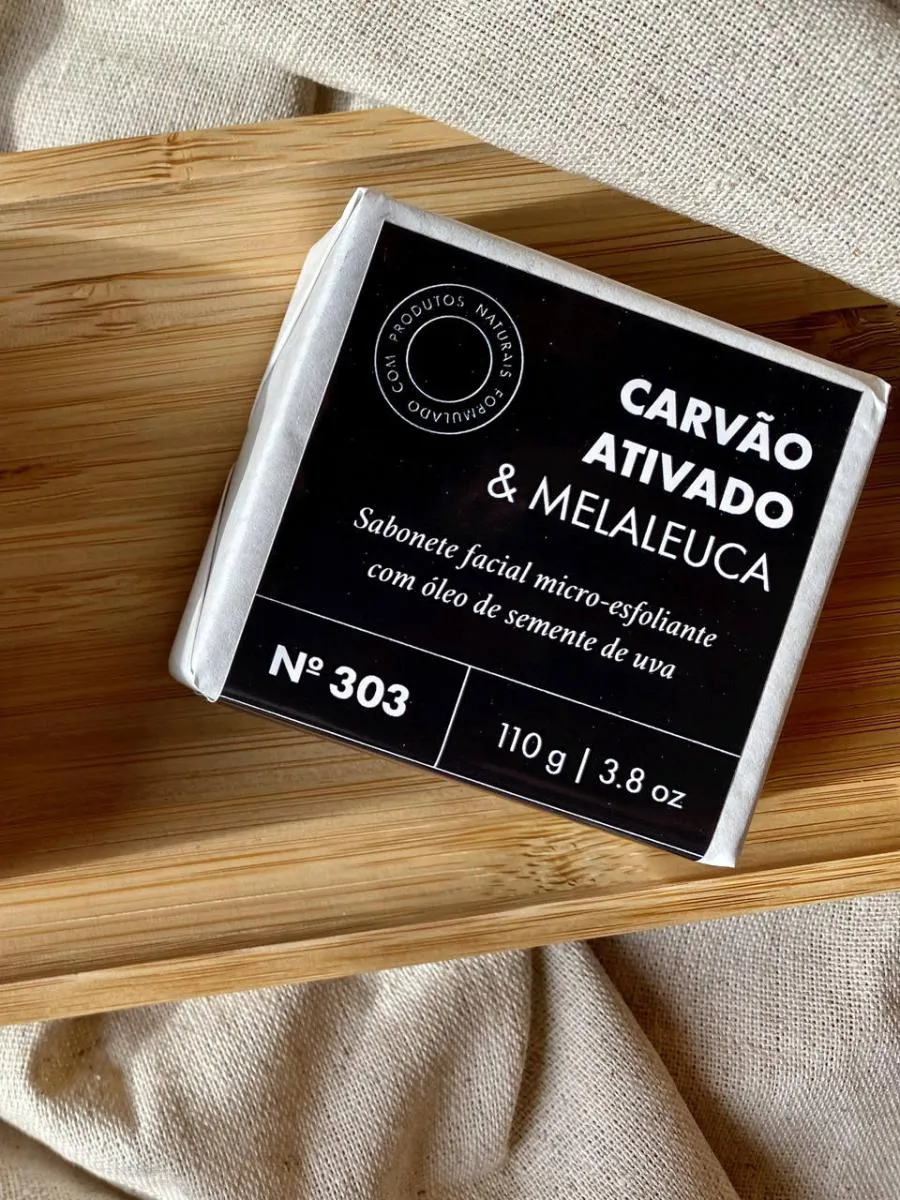 FORMULADO COM PRODUTOS NATURAIS
CARVÃO
ATIVADO
& MELALEUCA
Sabonete facial micro-esfoliante
com óleo de semente de uva
Nº 303
110 g | 3.8 oz